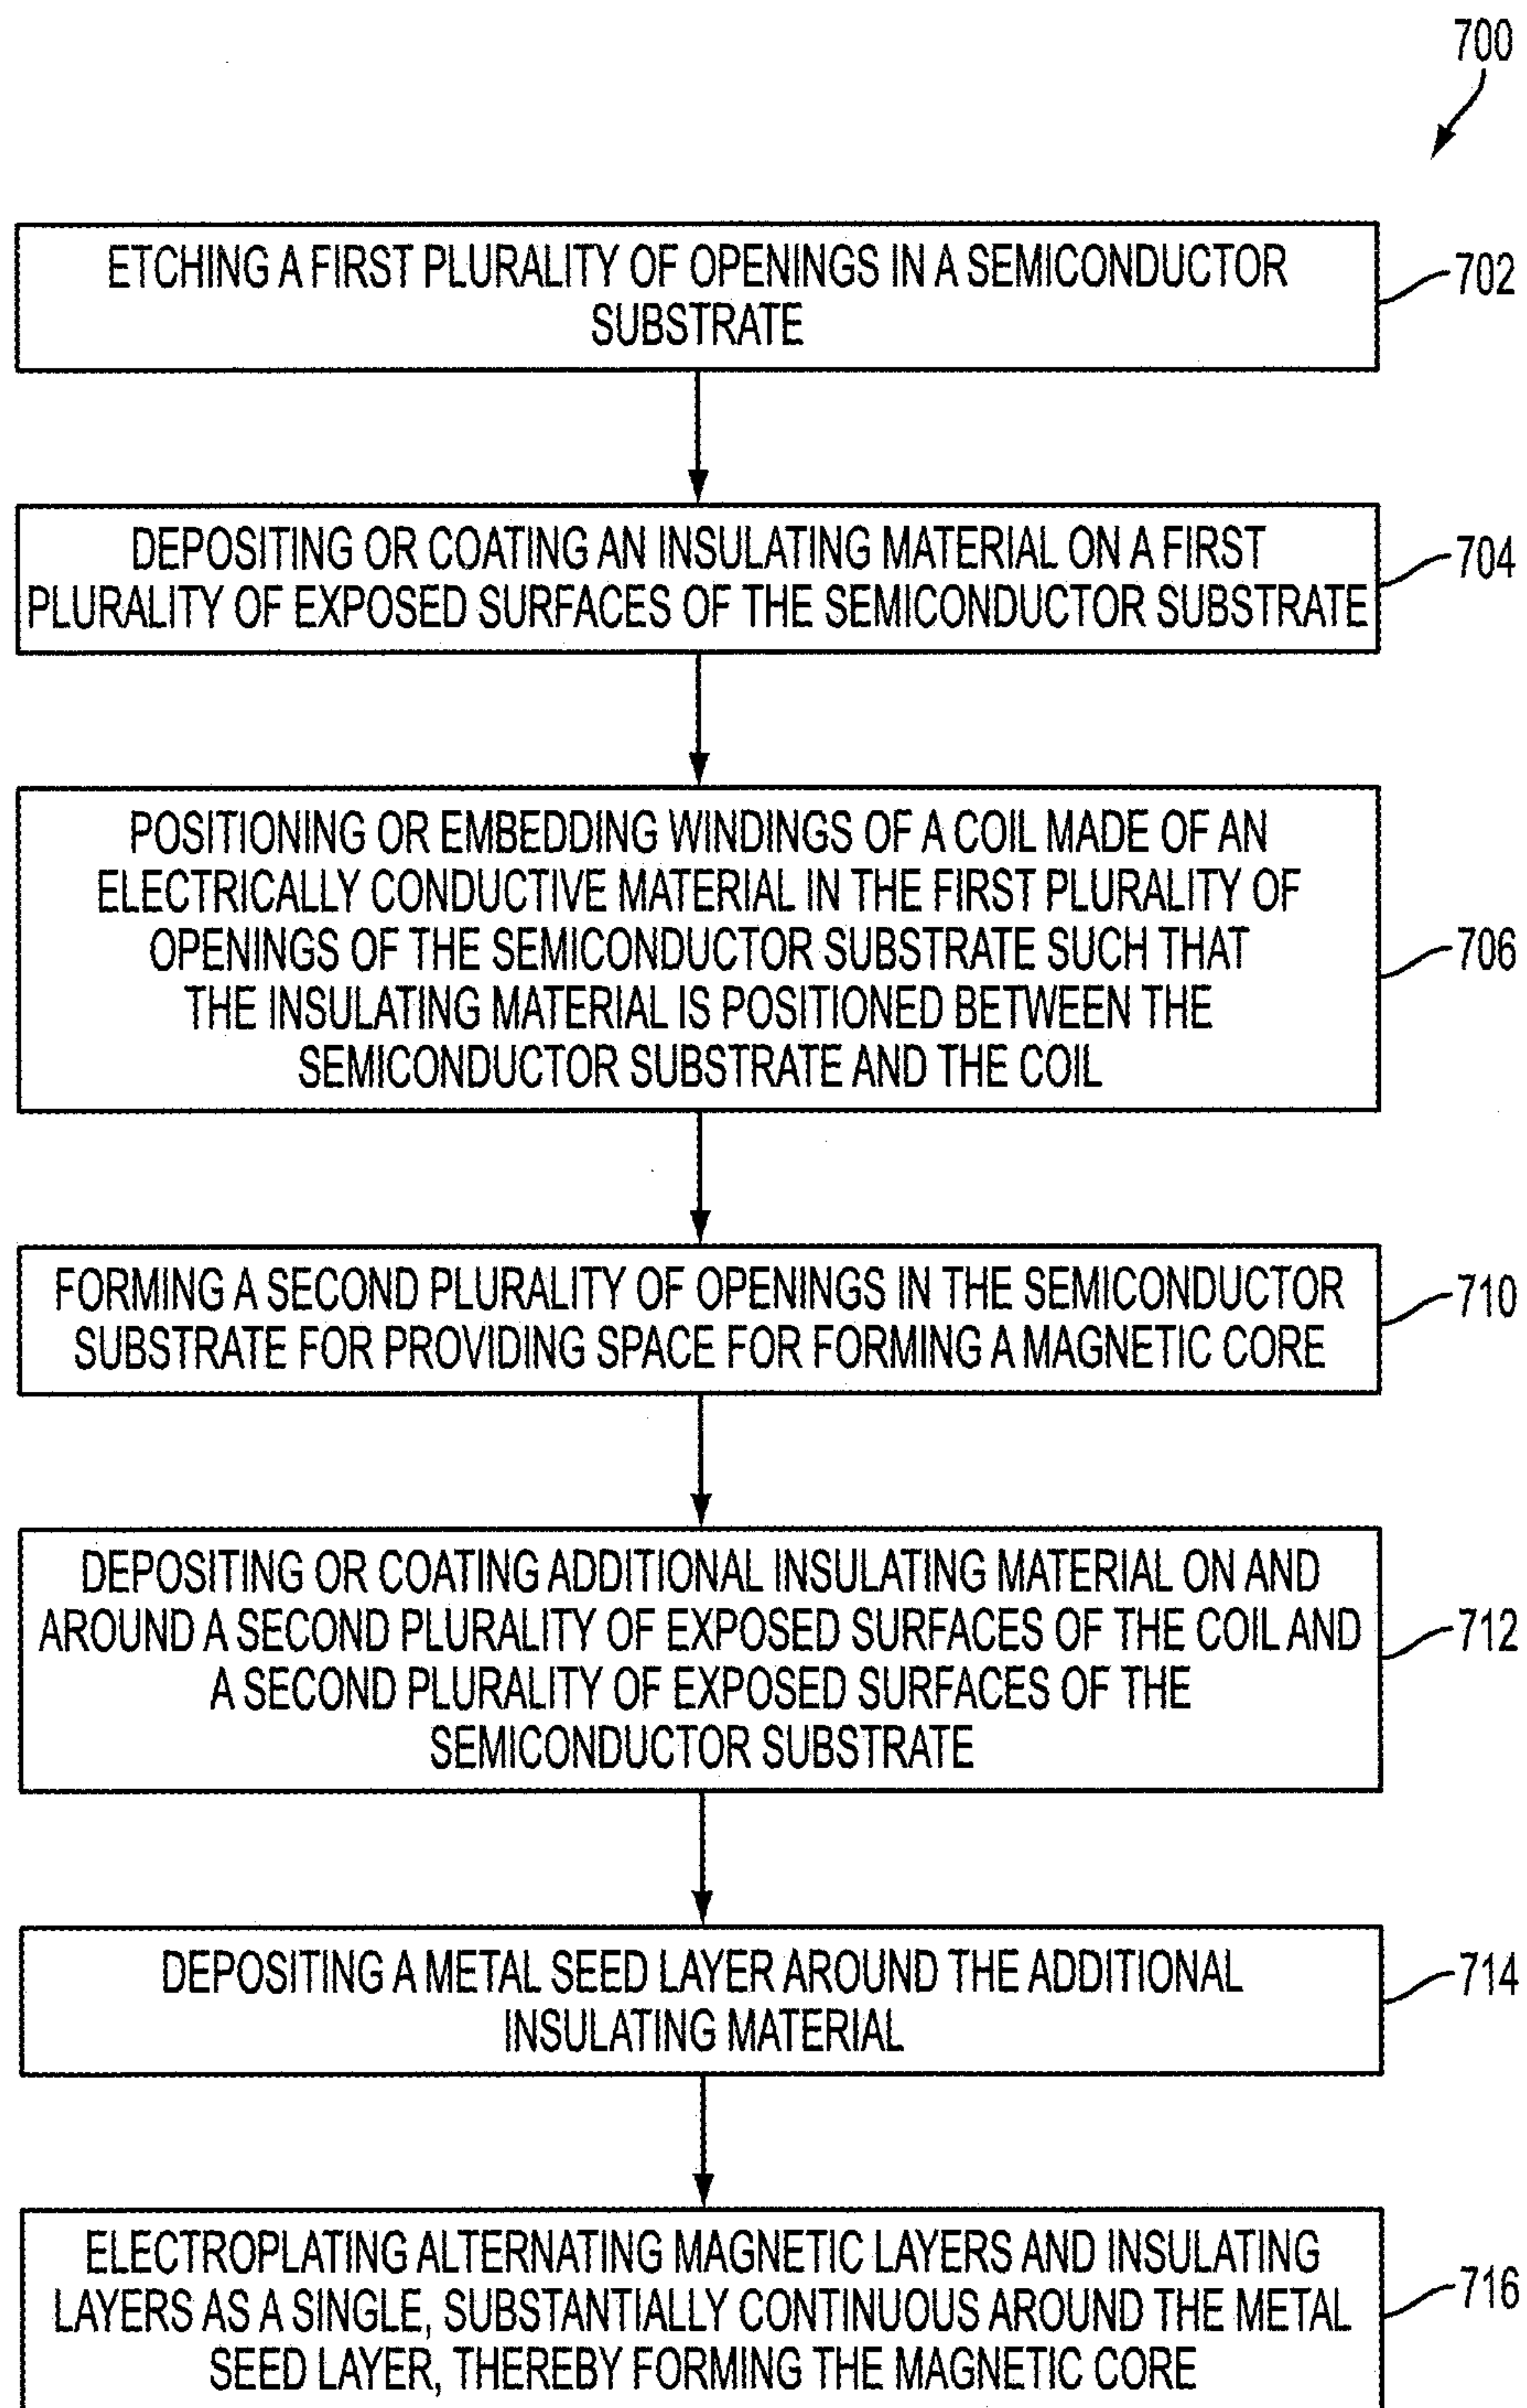 700
ETCHING A FIRST PLURALITY OF OPENINGS IN A SEMICONDUCTOR
SUBSTRATE
702
DEPOSITING OR COATING AN INSULATING MATERIAL ON A FIRST
PLURALITY OF EXPOSED SURFACES OF THE SEMICONDUCTOR SUBSTRATE
704
POSITIONING OR EMBEDDING WINDINGS OF A COIL MADE OF AN
ELECTRICALLY CONDUCTIVE MATERIAL IN THE FIRST PLURALITY OF
OPENINGS OF THE SEMICONDUCTOR SUBSTRATE SUCH THAT
THE INSULATING MATERIAL IS POSITIONED BETWEEN THE
SEMICONDUCTOR SUBSTRATE AND THE COIL
706
FORMING A SECOND PLURALITY OF OPENINGS IN THE SEMICONDUCTOR
SUBSTRATE FOR PROVIDING SPACE FOR FORMING A MAGNETIC CORE
710
DEPOSITING OR COATING ADDITIONAL INSULATING MATERIAL ON AND
AROUND A SECOND PLURALITY OF EXPOSED SURFACES OF THE COIL AND
A SECOND PLURALITY OF EXPOSED SURFACES OF THE
SEMICONDUCTOR SUBSTRATE
712
DEPOSITING A METAL SEED LAYER AROUND THE ADDITIONAL
INSULATING MATERIAL
714
ELECTROPLATING ALTERNATING MAGNETIC LAYERS AND INSULATING
LAYERS AS A SINGLE, SUBSTANTIALLY CONTINUOUS AROUND THE METAL
SEED LAYER, THEREBY FORMING THE MAGNETIC CORE
716